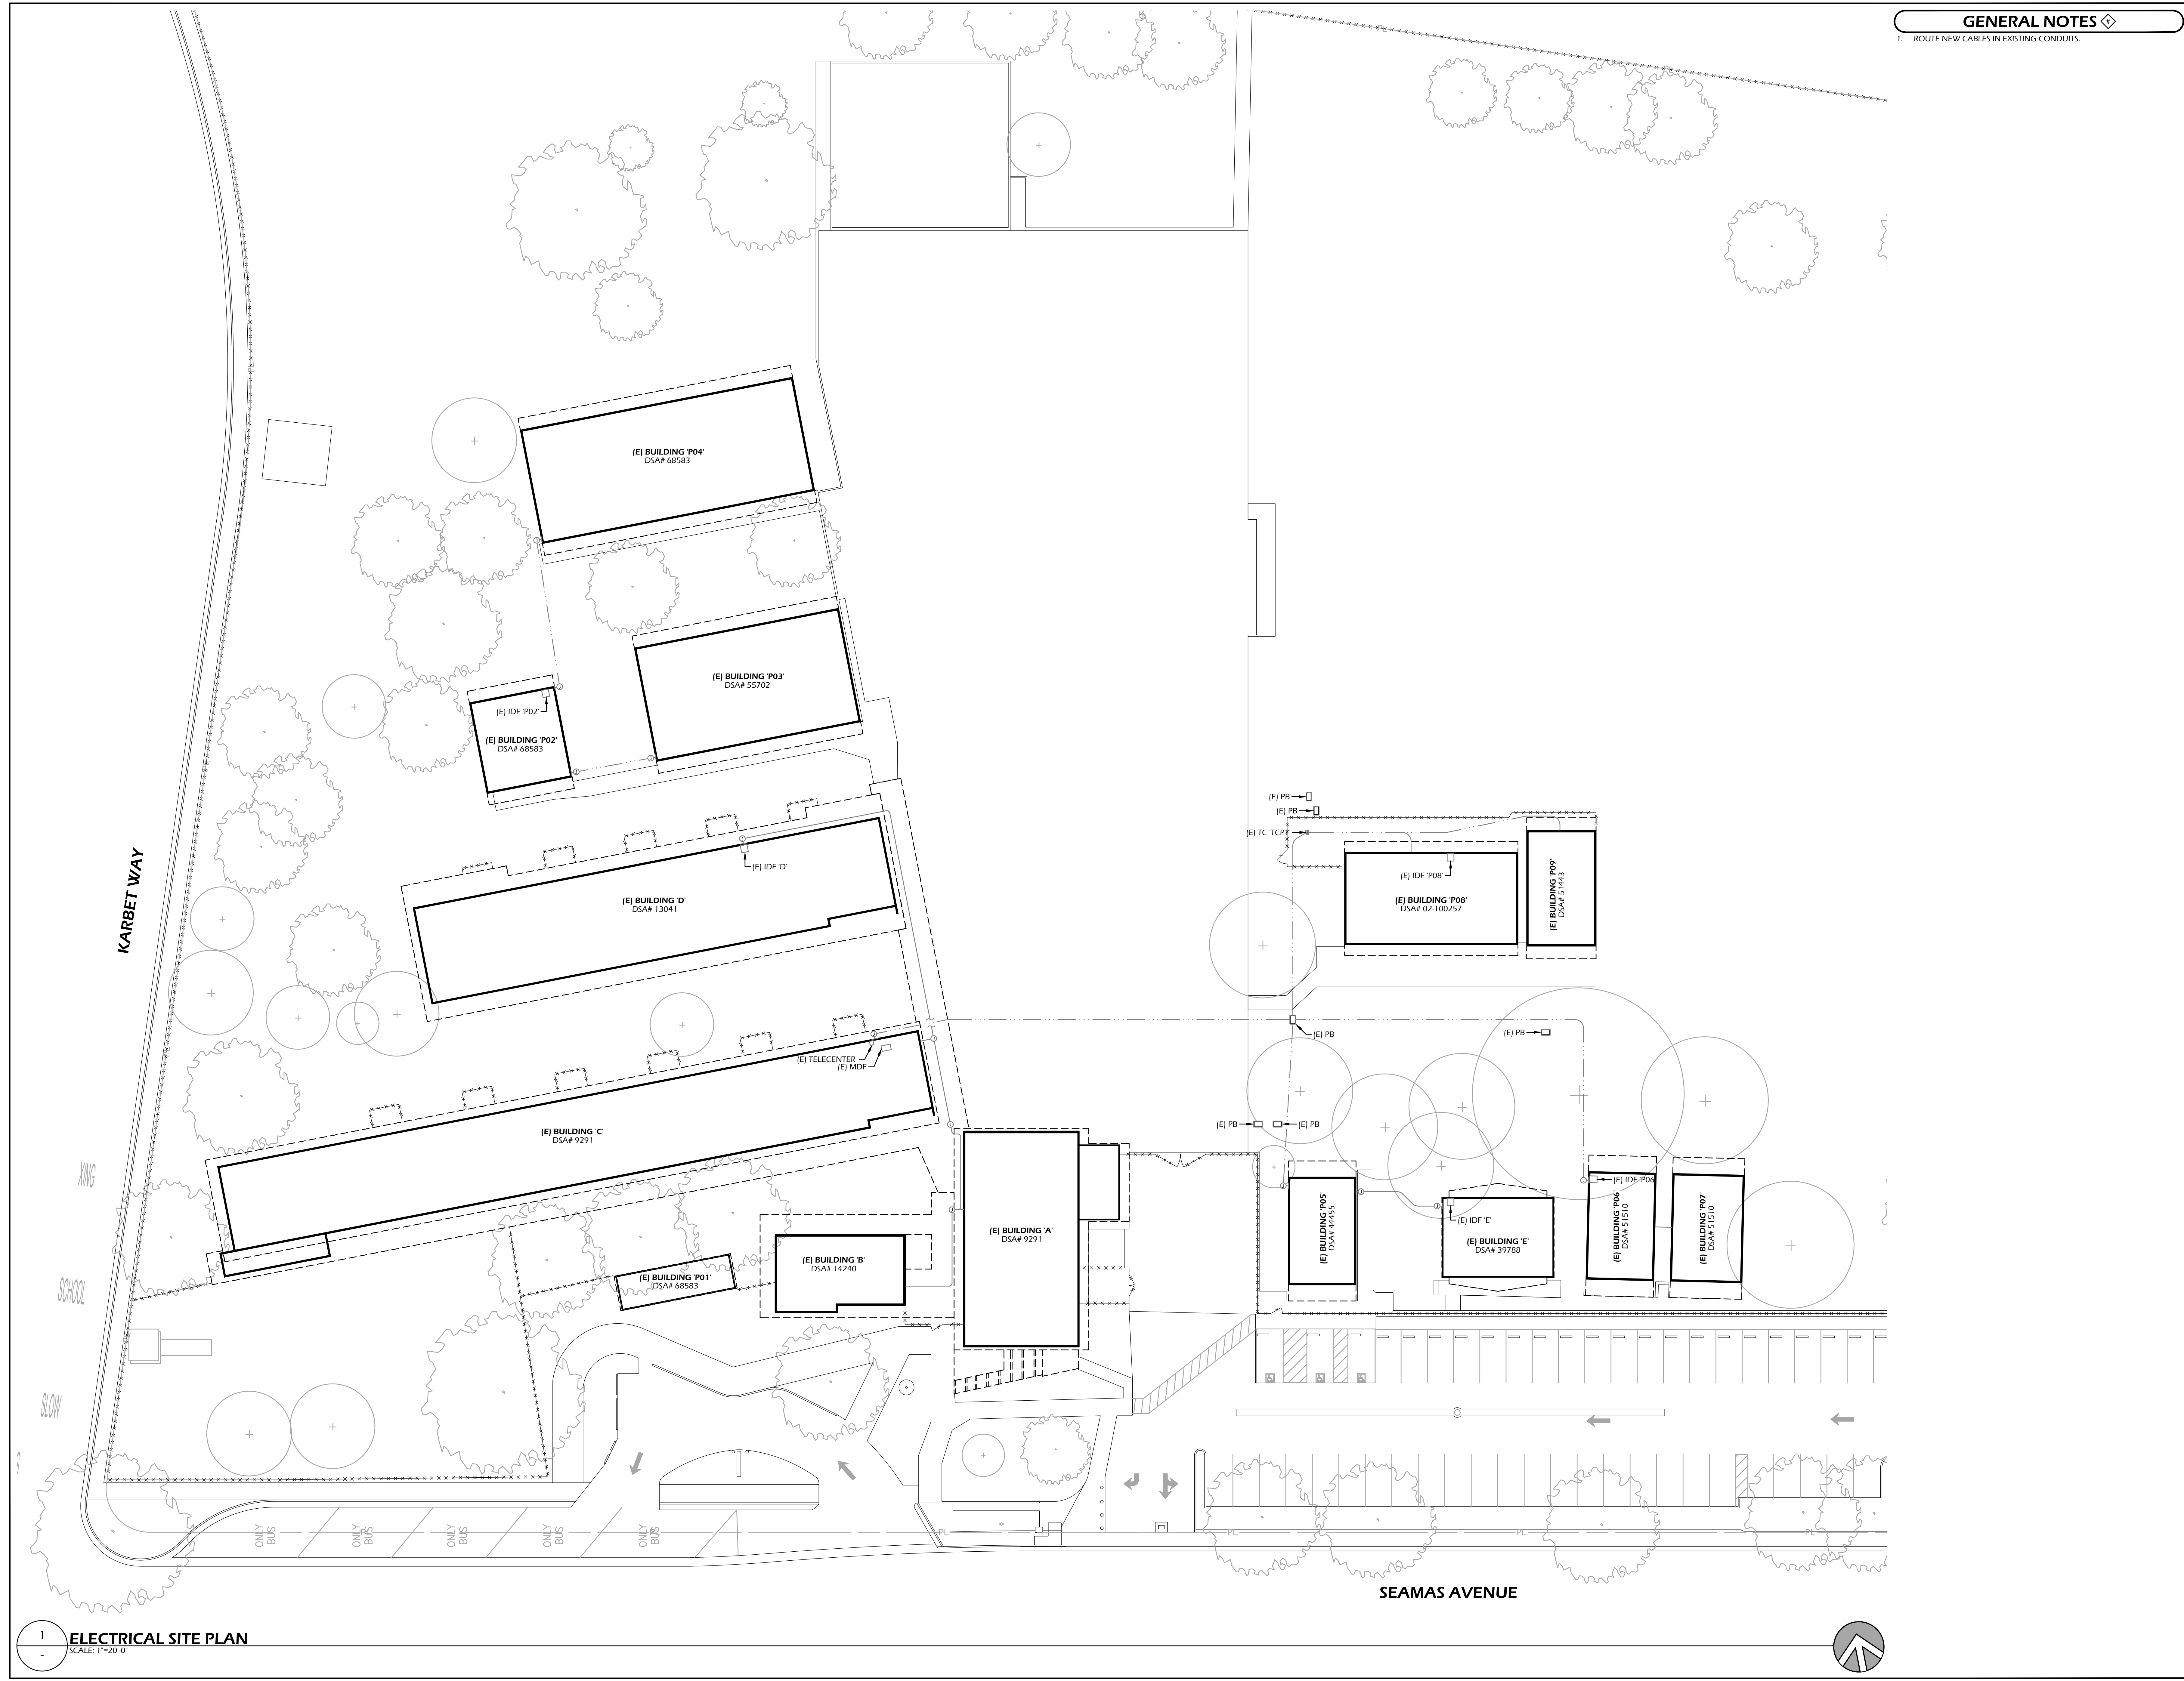 GENERAL NOTES #
1. ROUTE NEW CABLES IN EXISTING CONDUITS.
(E) BUILDING 'P04'
DSA# 68583
(E) BUILDING 'P03'
DSA# 55702
(E) IDF 'P02'
(E) BUILDING 'P02'
DSA# 68583
(E) PB
(E) PB
(E) TC 'TCP1'
(E) IDF 'D'
(E) IDF 'P08'
(E) BUILDING 'P08'
DSA# 02-100257
(E) BUILDING 'P09'
DSA# 51443
(E) BUILDING 'D'
DSA# 13041
KARBET WAY
(E) PB
(E) PB
(E) TELECENTER
(E) MDF
(E) PB
(E) PB
(E) BUILDING 'C'
DSA# 9291
XING
SCHOOL
SLOW
(E) IDF 'P06'
(E) BUILDING 'P05'
DSA# 44455
(E) IDF 'E'
(E) BUILDING 'E'
DSA# 39788
(E) BUILDING 'P06'
DSA# 51510
(E) BUILDING 'P07'
DSA# 51510
(E) BUILDING 'A'
DSA# 9291
(E) BUILDING 'B'
DSA# 14240
(E) BUILDING 'P01'
DSA# 68583
ONLY
BUS
ONLY
BUS
ONLY
BUS
ONLY
BUS
ONLY
BUS
PL
PL
PL
PL
SEAMAS AVENUE
1
-
ELECTRICAL SITE PLAN
SCALE: 1"=20'-0"